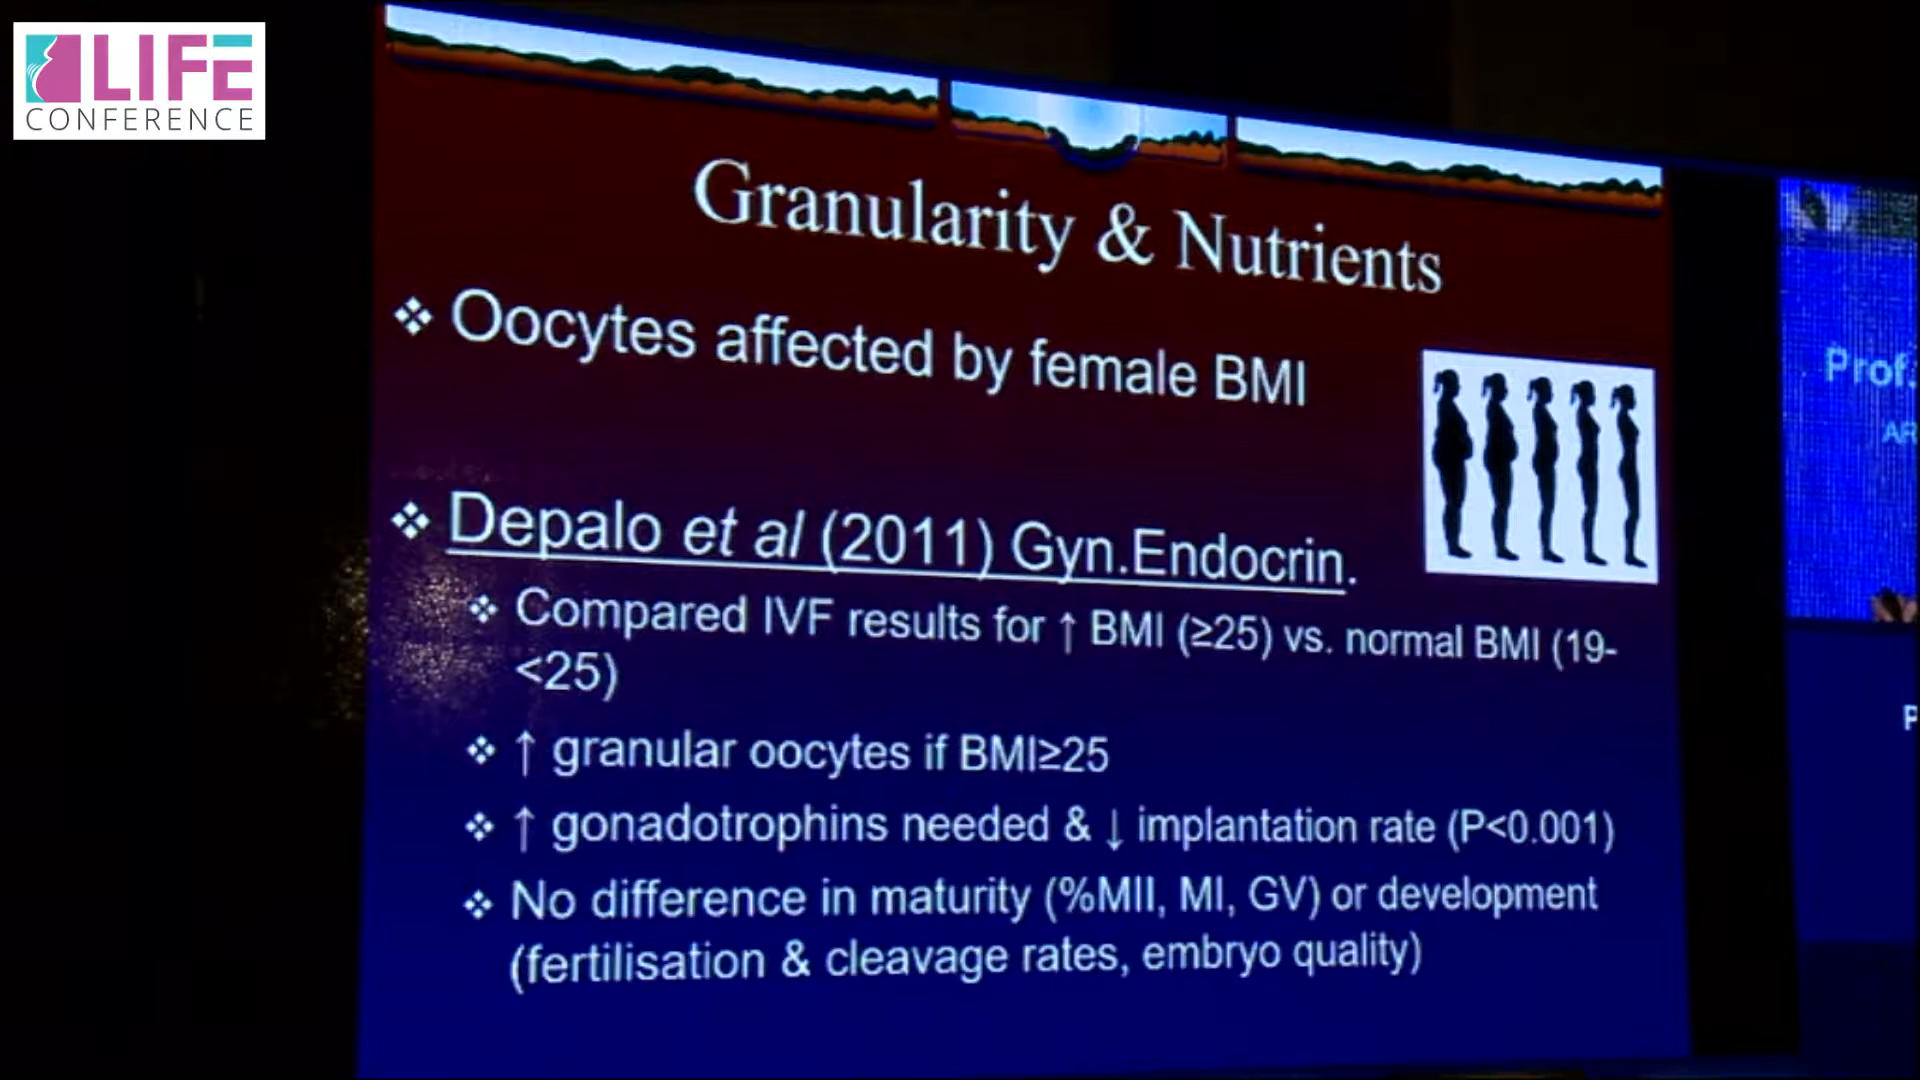 LIFE
CONFERENCE
Granularity & Nutrients
❖ Oocytes affected by female BMI
❖ Depalo et al (2011) Gyn.Endocrin.
❖ Compared IVF results for ↑ BMI (≥25) vs. normal BMI (19-
<25)
❖ ↑ granular oocytes if BMI≥25
❖ ↑ gonadotrophins needed & ↓ implantation rate (P<0.001)
❖ No difference in maturity (%MII, MI, GV) or development
(fertilisation & cleavage rates, embryo quality)
Prof.
AR
P